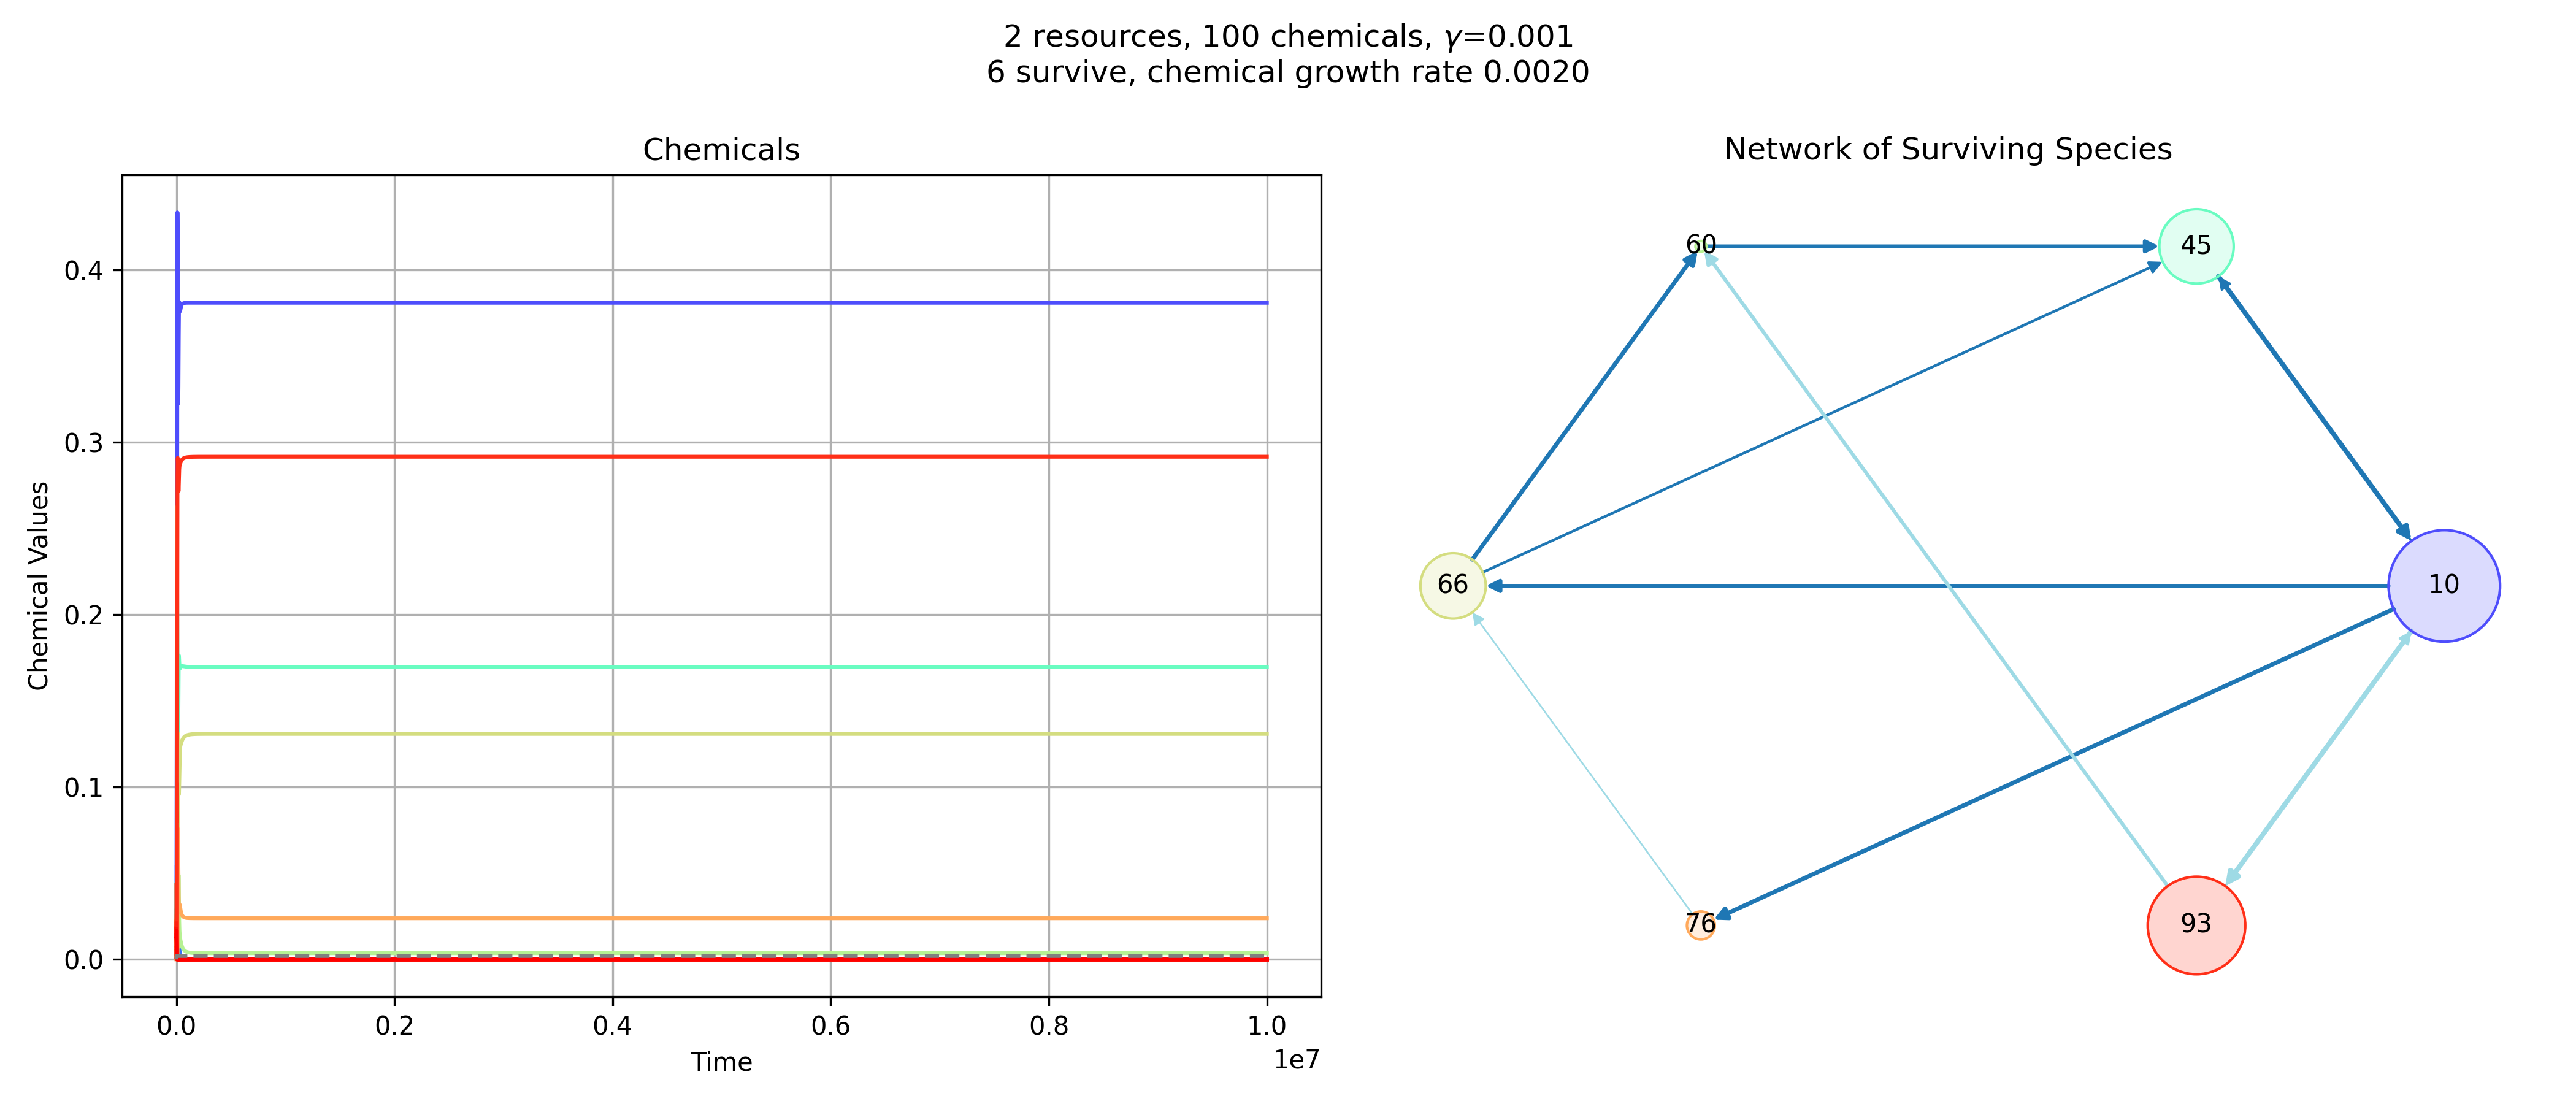 2 resources, 100 chemicals, γ=0.001
6 survive, chemical growth rate 0.0020
Chemicals
Chemical Values
0.4
0.3
0.2
0.1
0.0
0.0 0.2 0.4 0.6 0.8 1.0
1e7
Time
Network of Surviving Species
60
45
66
10
76
93